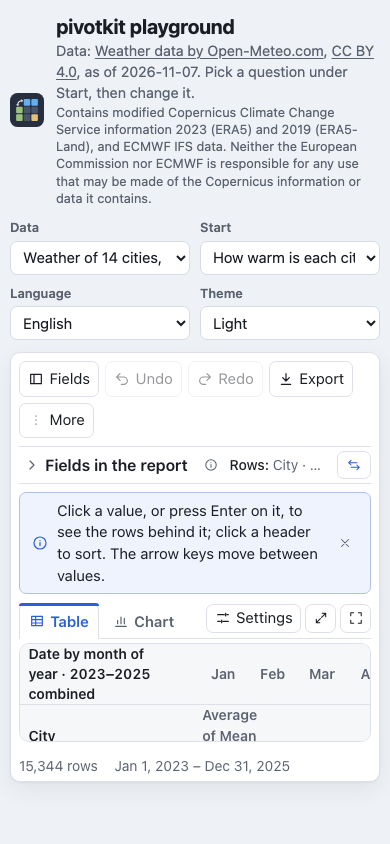 pivotkit playground
Data: Weather data by Open-Meteo.com, CC BY
4.0, as of 2026-11-07. Pick a question under
Start, then change it.
Contains modified Copernicus Climate Change
Service information 2023 (ERA5) and 2019 (ERA5-
Land), and ECMWF IFS data. Neither the European
Commission nor ECMWF is responsible for any use
that may be made of the Copernicus information or
data it contains.
Data Start
Weather of 14 cities, How warm is each cit
Language Theme
English Light
Fields Undo Redo Export
More
Fields in the report Rows: City · ...
Click a value, or press Enter on it, to
see the rows behind it; click a header
to sort. The arrow keys move between
values.
Table Chart Settings
Date by month of
year · 2023–2025
combined
Jan Feb Mar A
Average
of Mean
City
15,344 rows Jan 1, 2023 – Dec 31, 2025